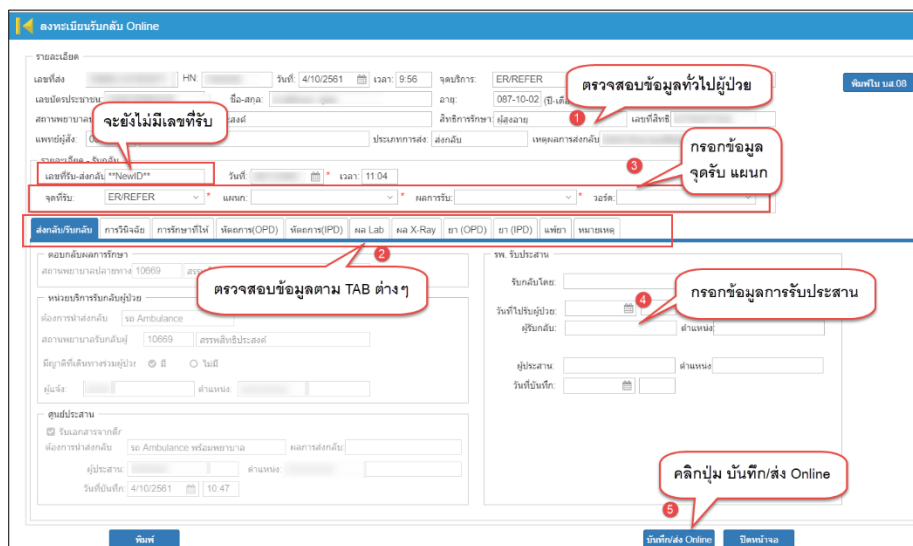 ลงทะเบียนรับกลับ Online
รายละเอียด
เลขที่ส่ง HN: วันที่: 4/10/2561 เวลา: 9:56 จุดบริการ: ER/REFER
พิมพ์ใบ บส.08
เลขบัตรประชาชน ชื่อ-สกุล: อายุ: 087-10-02 (ปี-เดือ
ตรวจสอบข้อมูลทั่วไปผู้ป่วย
1
สถานพยาบาล ะสงค์ สิทธิการรักษา ผู้สูงอายุ เลขที่สิทธิ
จะยังไม่มีเลขที่รับ
แพทย์ผู้สั่ง: ประเภทการส่ง: ส่งกลับ เหตุผลการส่งกลับ
รายละเอียด - รับกลับ
3
กรอกข้อมูล
จุดรับ แผนก
เลขที่รับ-ส่งกลับ **NewID** วันที่: * เวลา: 11:04
จุดที่รับ: ER/REFER * แผนก: * ผลการรับ: * วอร์ด:
ส่งกลับ/รับกลับ การวินิจฉัย การรักษาที่ให้ หัตถการ(OPD) หัตถการ(IPD) ผล Lab ผล X-Ray ยา (OPD) ยา (IPD) แพ้ยา หมายเหตุ
2
ตรวจสอบข้อมูลตาม TAB ต่างๆ
ตอบกลับผลการรักษา
สถานพยาบาลปลายทาง 10669
หน่วยบริการรับกลับผู้ป่วย
ต้องการนำส่งกลับ รถ Ambulance
สถานพยาบาลรับกลับผู้ 10669 สรรพสิทธิประสงค์
มีญาติที่เดินทางร่วมผู้ป่วย มี ไม่มี
ผู้แจ้ง: ตำแหน่ง:
ศูนย์ประสาน
รับเอกสารจากตึก
ต้องการนำส่งกลับ รถ Ambulance พร้อมพยาบาล ผลการส่งกลับ:
ผู้ประสาน: ตำแหน่ง:
วันที่บันทึก: 4/10/2561 10:47
รพ. รับประสาน
รับกลับโดย:
วันที่ไปรับผู้ป่วย:
4
กรอกข้อมูลการรับประสาน
ผู้รับกลับ: ตำแหน่ง:
ผู้ประสาน: ตำแหน่ง
วันที่บันทึก:
คลิกปุ่ม บันทึก/ส่ง Online
5
พิมพ์ บันทึก/ส่ง Online ปิดหน้าจอ